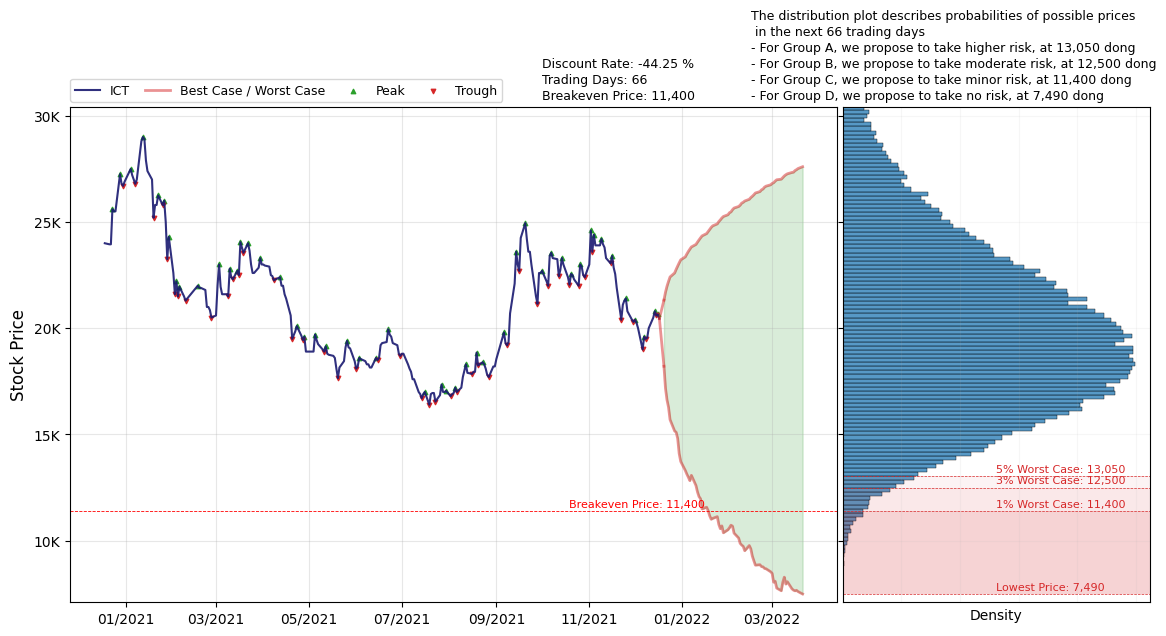 The distribution plot describes probabilities of possible prices
in the next 66 trading days
- For Group A, we propose to take higher risk, at 13,050 dong
- For Group B, we propose to take moderate risk, at 12,500 dong
- For Group C, we propose to take minor risk, at 11,400 dong
- For Group D, we propose to take no risk, at 7,490 dong
Discount Rate: -44.25 %
Trading Days: 66
Breakeven Price: 11,400
ICT
Best Case / Worst Case
Peak
Trough
Stock Price
30K
25K
20K
15K
10K
Breakeven Price: 11,400
5% Worst Case: 13,050
3% Worst Case: 12,500
1% Worst Case: 11,400
Lowest Price: 7,490
01/2021
03/2021
05/2021
07/2021
09/2021
11/2021
01/2022
03/2022
Density